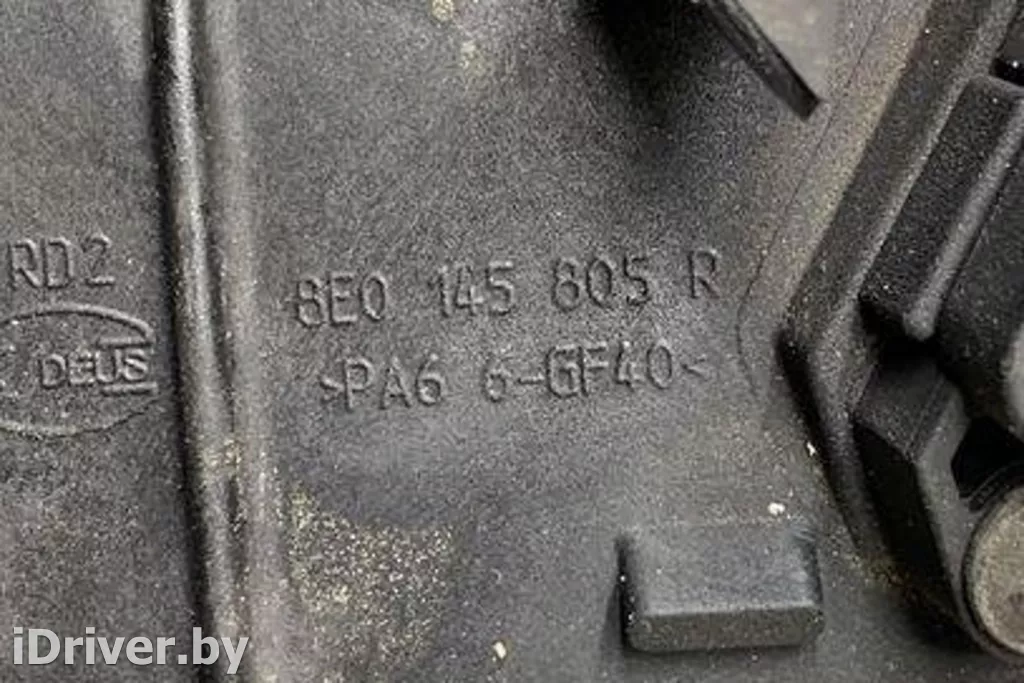 RD2
DEUS
8E0 145 805 R
>PA6 6-GF40<
iDriver.by